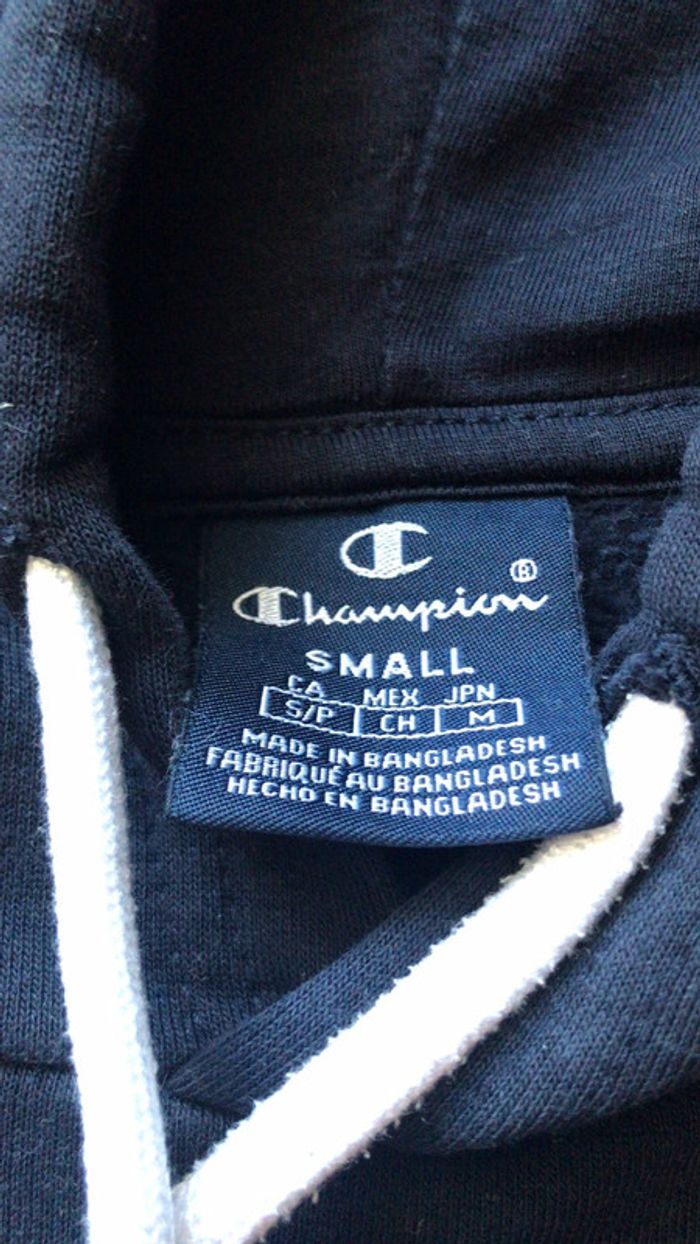 Champion®
SMALL
CA MEX JPN
S/P CH M
MADE IN BANGLADESH
FABRIQUÉ AU BANGLADESH
HECHO EN BANGLADESH